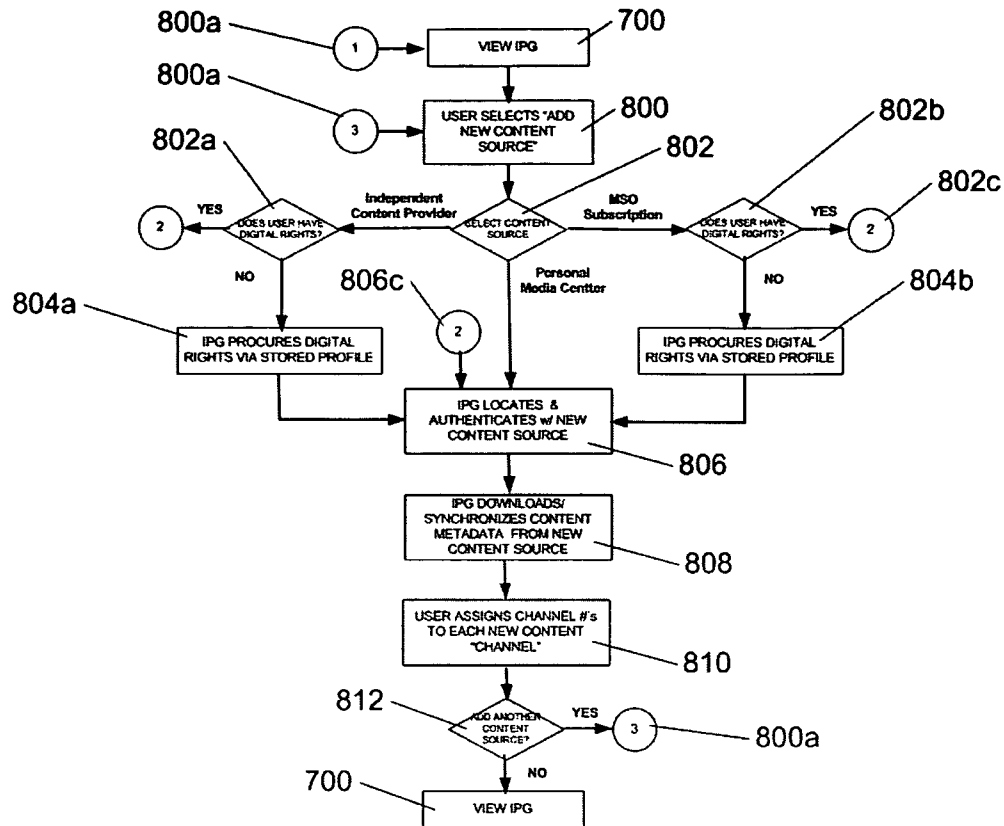 800a
1
VIEW IPG
700
800a
3
USER SELECTS "ADD
NEW CONTENT
SOURCE"
800
802a
802
802b
802c
2
YES
DOES USER HAVE
DIGITAL RIGHTS?
Independent
Content Provider
SELECT CONTENT
SOURCE
MSO
Subscription
DOES USER HAVE
DIGITAL RIGHTS?
YES
2
NO
Personal
Media Centter
NO
804a
806c
804b
IPG PROCURES DIGITAL
RIGHTS VIA STORED PROFILE
2
IPG PROCURES DIGITAL
RIGHTS VIA STORED PROFILE
IPG LOCATES &
AUTHENTICATES w/ NEW
CONTENT SOURCE
806
IPG DOWNLOADS/
SYNCHRONIZES CONTENT
METADATA FROM NEW
CONTENT SOURCE
808
USER ASSIGNS CHANNEL #'s
TO EACH NEW CONTENT
"CHANNEL"
810
812
ADD ANOTHER
CONTENT
SOURCE?
YES
3
800a
NO
700
VIEW IPG